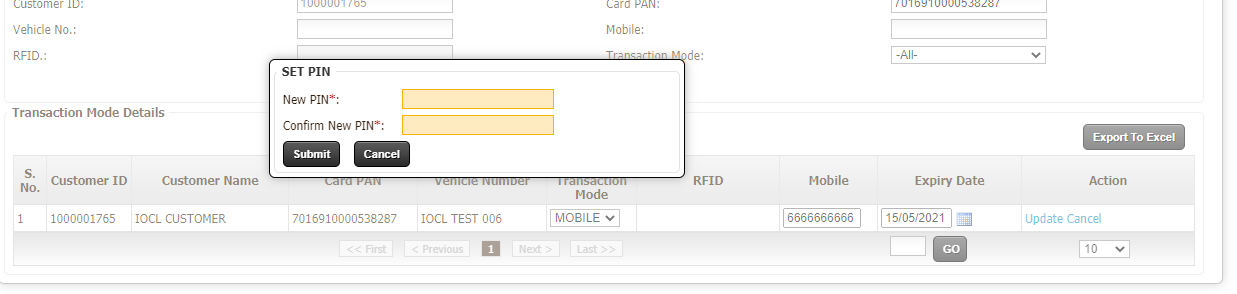 Customer ID: 1000001765 Card PAN: 7016910000538287
Vehicle No.: Mobile:
RFID.: Transaction Mode: -All-
SET PIN
New PIN*:
Confirm New PIN*:
Submit Cancel
Transaction Mode Details
Export To Excel
S. No. Customer ID Customer Name Card PAN Vehicle Number Transaction Mode RFID Mobile Expiry Date Action
1 1000001765 IOCL CUSTOMER 7016910000538287 IOCL TEST 006 MOBILE 6666666666 15/05/2021 Update Cancel
<< First < Previous 1 Next > Last >> GO 10